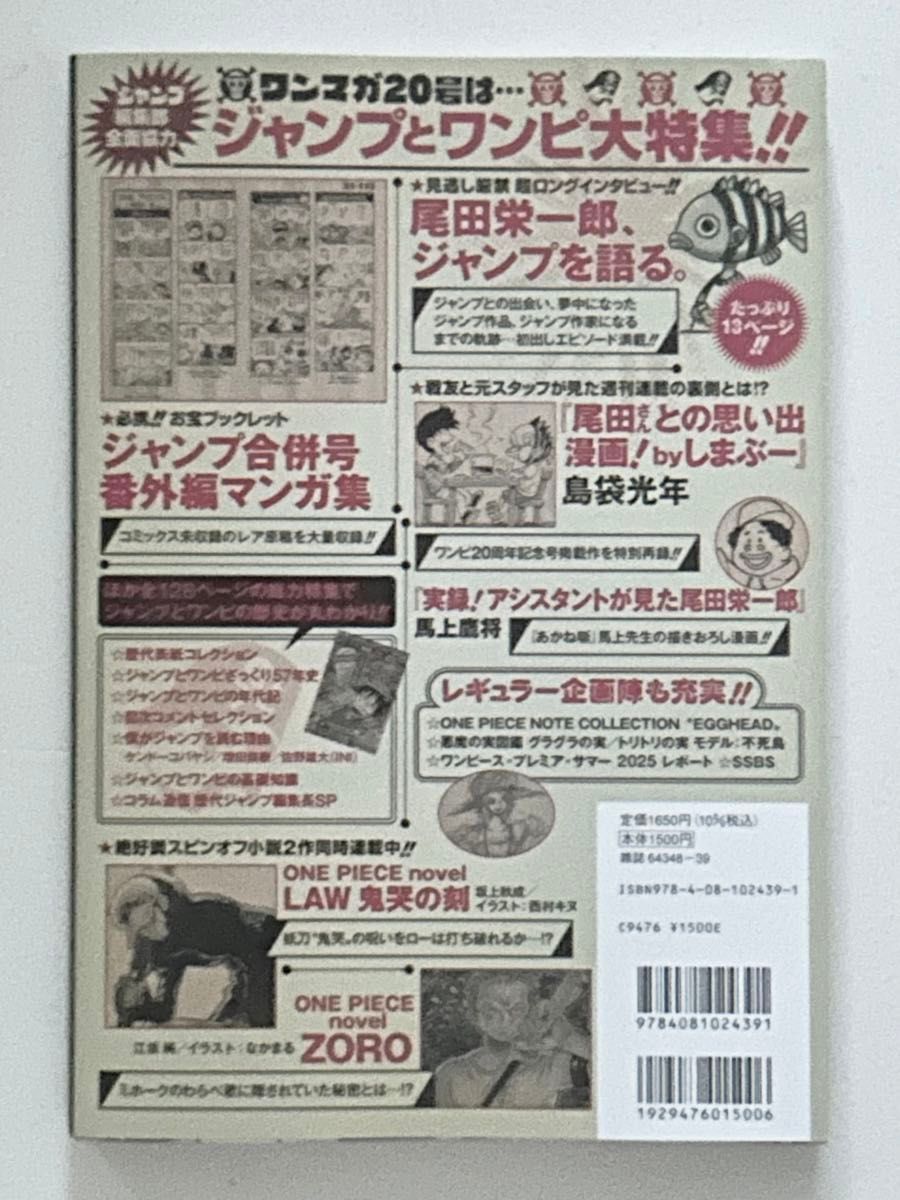 ジャンプ
編集部
全面協力
ワンマガ20号は…
ジャンプとワンピ大特集!!
★見逃し厳禁 超ロングインタビュー!!
尾田栄一郎、
ジャンプを語る。
ジャンプとの出会い、夢中になった
ジャンプ作品、ジャンプ作家になる
までの軌跡…初出しエピソード満載!!
たっぷり
13ページ
!!
★必携!! お宝ブックレット
ジャンプ合併号
番外編マンガ集
コミックス未収録のレア原稿を大量収録!!
★戦友と元スタッフが見た週刊連載の裏側とは!?
『尾田さんとの思い出
漫画! byしまぶー』
島袋光年
ワンピ20周年記念号掲載作を特別再録!!
『実録! アシスタントが見た尾田栄一郎』
馬上鷹将
『あかね噺』馬上先生の描きおろし漫画!!
ほかを128ページの総力特集で
ジャンプとワンピの歴史が丸わかり!!
☆歴代表紙コレクション
☆ジャンプとワンピざっくり57年史
☆ジャンプとワンピの年代記
☆目次コメントセレクション
☆僕がジャンプを読む理由
ケンドーコバヤシ／増田俊樹／佐野雄大(INI)
☆ジャンプとワンピの基礎知識
☆コラム 歴代ジャンプ編集長SP
レギュラー企画陣も充実!!
☆ONE PIECE NOTE COLLECTION "EGGHEAD"
☆悪魔の実図鑑 グラグラの実／トリトリの実 モデル：不死鳥
☆ワンピース・プレミア・サマー 2025 レポート ☆SSBS
★絶好調スピンオフ小説2作同時連載中!!
ONE PIECE novel
LAW 鬼哭の刻
坂上秋成／
イラスト：西村キヌ
妖刀"鬼哭"の呪いをローは打ち破れるか…!?
ONE PIECE
novel
ZORO
江坂 純／イラスト：なかまる
ミホークのわらべ歌に隠されていた秘密とは…!?
定価1650円(10%税込)
本体1500円
雑誌 64348-39
ISBN978-4-08-102439-1
C9476 ¥1500E
9784081024391
1929476015006